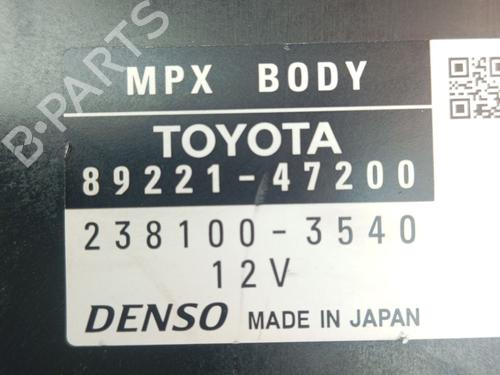 MPX BODY
TOYOTA
89221-47200
238100-3540
12V
DENSO MADE IN JAPAN
B-PARTS